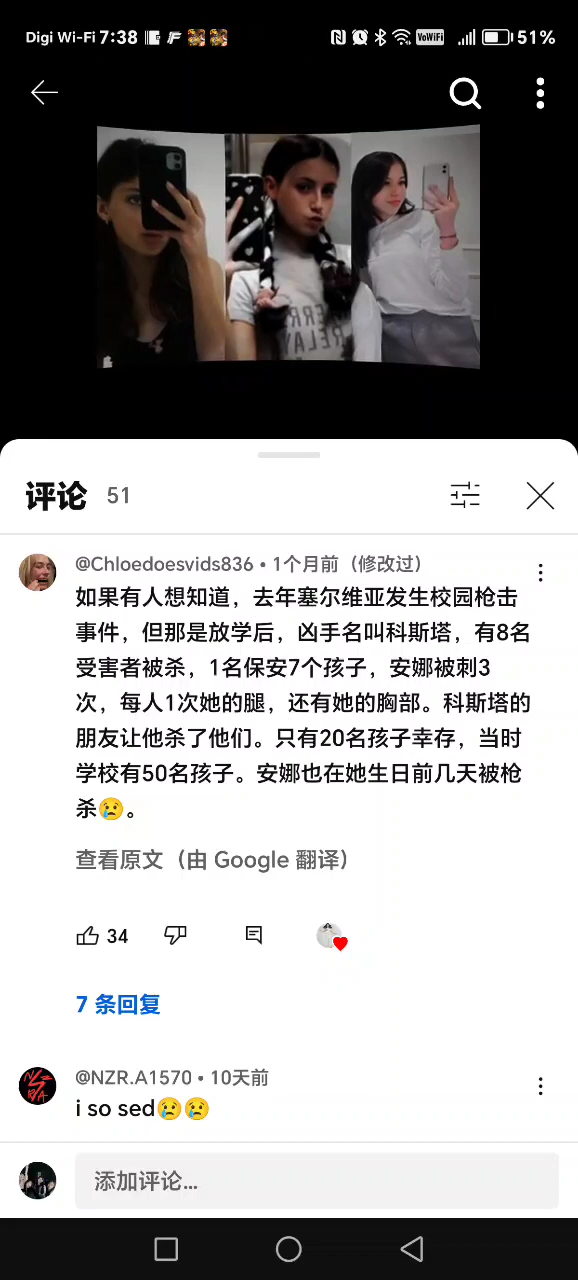 Digi Wi-Fi 7:38
VoWiFi 51%
评论 51
@Chloedoesvids836 • 1个月前（修改过）
如果有人想知道，去年塞尔维亚发生校园枪击
事件，但那是放学后，凶手名叫科斯塔，有8名
受害者被杀，1名保安7个孩子，安娜被刺3
次，每人1次她的腿，还有她的胸部。科斯塔的
朋友让他杀了他们。只有20名孩子幸存，当时
学校有50名孩子。安娜也在她生日前几天被枪
杀😢。
查看原文（由 Google 翻译）
34
7 条回复
@NZR.A1570 • 10天前
i so sed😢😢
添加评论...